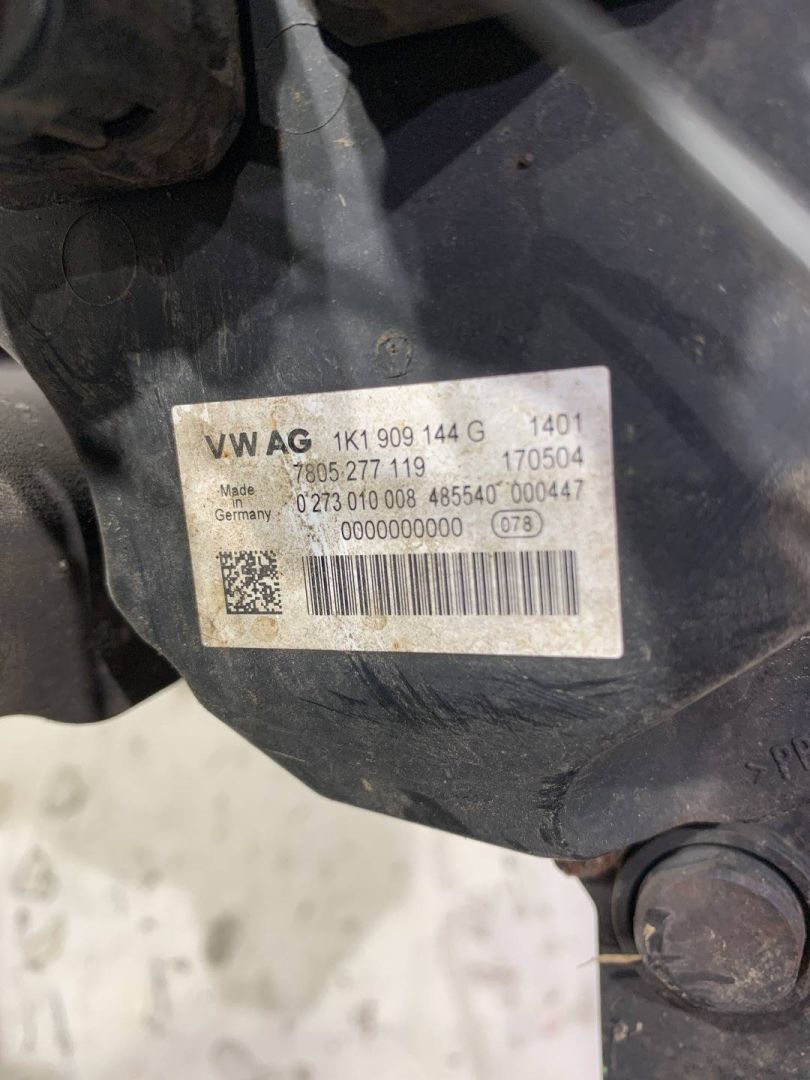 VW AG 1K1 909 144 G 1401
7805 277 119 170504
Made in Germany 0 273 010 008 485540 000447
0000000000 078
>PP